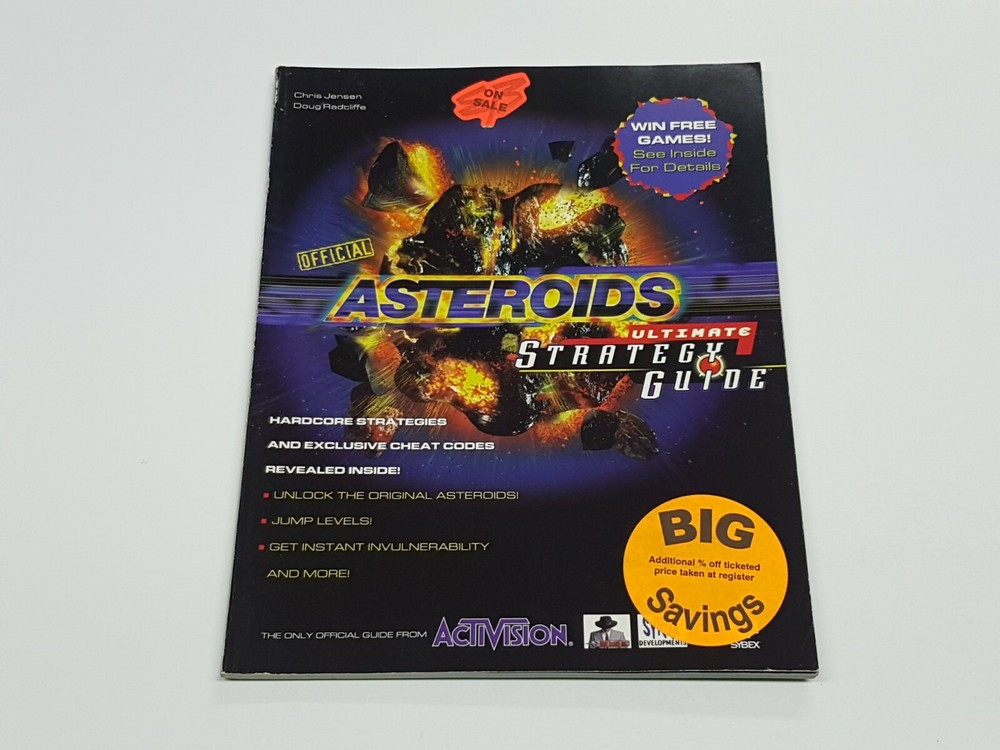 Chris Jensen
Doug Radcliffe
ON
SALE
WIN FREE
GAMES!
See Inside
For Details
OFFICIAL
ASTEROIDS
ULTIMATE
STRATEGY
GUIDE
HARDCORE STRATEGIES
AND EXCLUSIVE CHEAT CODES
REVEALED INSIDE!
UNLOCK THE ORIGINAL ASTEROIDS!
JUMP LEVELS!
GET INSTANT INVULNERABILITY
AND MORE!
BIG
Additional % off ticketed
price taken at register
Savings
THE ONLY OFFICIAL GUIDE FROM ACTIVISION.
DEVELOPMENTS
SYBEX